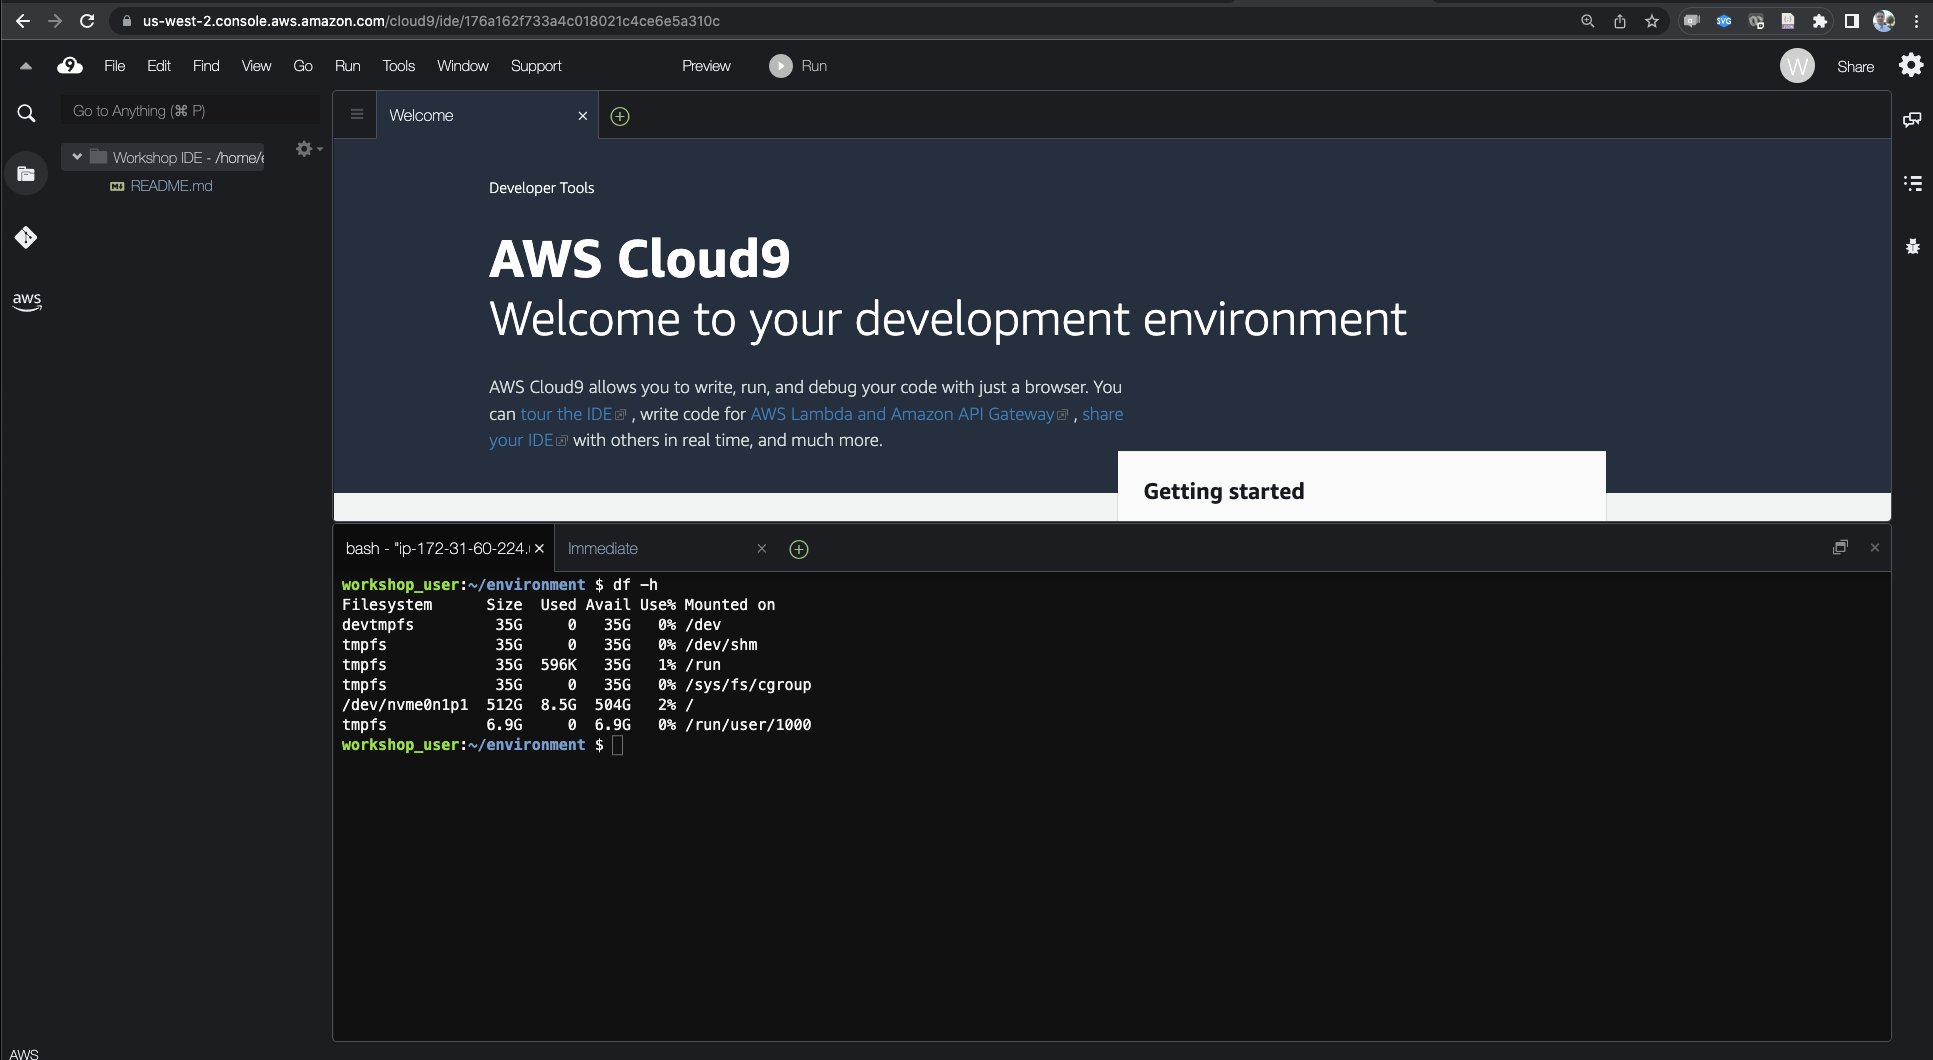 us-west-2.console.aws.amazon.com/cloud9/ide/176a162f733a4c018021c4ce6e5a310c
SVG
9 File Edit Find View Go Run Tools Window Support Preview Run W Share
Go to Anything (⌘ P)
Workshop IDE - /home/e
README.md
aws
Welcome
Developer Tools
AWS Cloud9
Welcome to your development environment
AWS Cloud9 allows you to write, run, and debug your code with just a browser. You
can tour the IDE , write code for AWS Lambda and Amazon API Gateway , share
your IDE with others in real time, and much more.
Getting started
bash - "ip-172-31-60-224. Immediate
workshop_user:~/environment $ df -h
Filesystem      Size  Used Avail Use% Mounted on
devtmpfs         35G     0   35G   0% /dev
tmpfs            35G     0   35G   0% /dev/shm
tmpfs            35G  596K   35G   1% /run
tmpfs            35G     0   35G   0% /sys/fs/cgroup
/dev/nvme0n1p1  512G  8.5G  504G   2% /
tmpfs           6.9G     0  6.9G   0% /run/user/1000
workshop_user:~/environment $
AWS